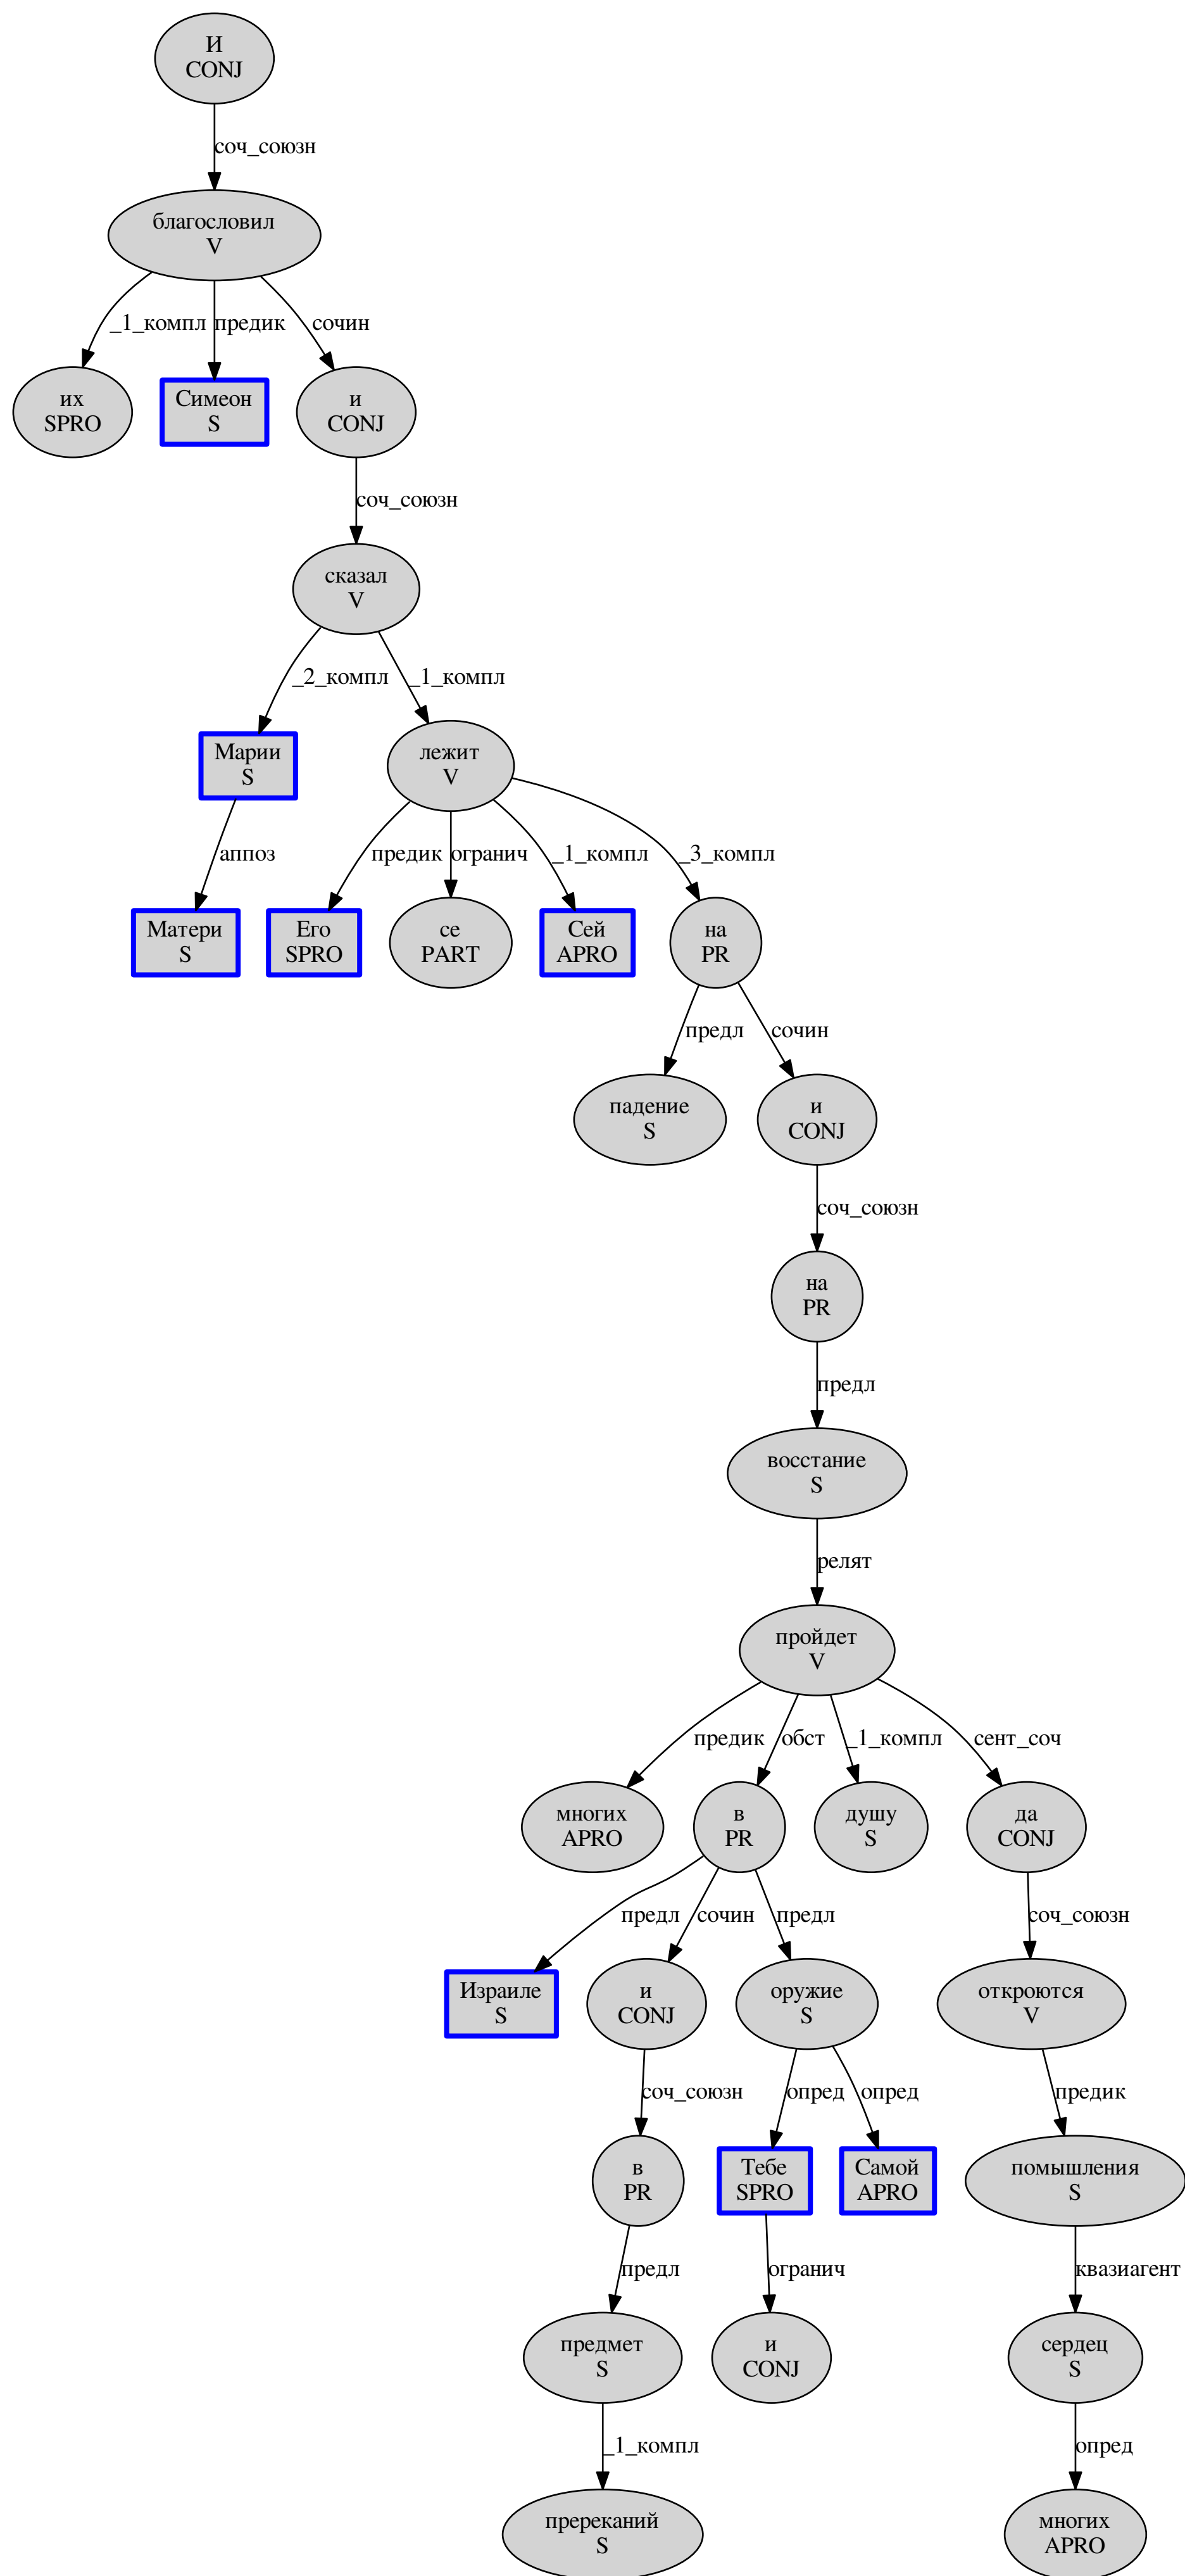 И
CONJ
соч_союзн
благословил
V
_1_компл
предик
сочин
их
SPRO
Симеон
S
и
CONJ
соч_союзн
сказал
V
_2_компл
_1_компл
Марии
S
лежит
V
аппоз
предик
огранич
_1_компл
_3_компл
Матери
S
Его
SPRO
се
PART
Сей
APRO
на
PR
предл
сочин
падение
S
и
CONJ
соч_союзн
на
PR
предл
восстание
S
релят
пройдет
V
предик
обст
_1_компл
сент_соч
многих
APRO
в
PR
душу
S
да
CONJ
предл
сочин
предл
соч_союзн
Израиле
S
и
CONJ
оружие
S
откроются
V
соч_союзн
опред
опред
предик
в
PR
Тебе
SPRO
Самой
APRO
помышления
S
предл
огранич
квазиагент
предмет
S
и
CONJ
сердец
S
_1_компл
опред
пререканий
S
многих
APRO